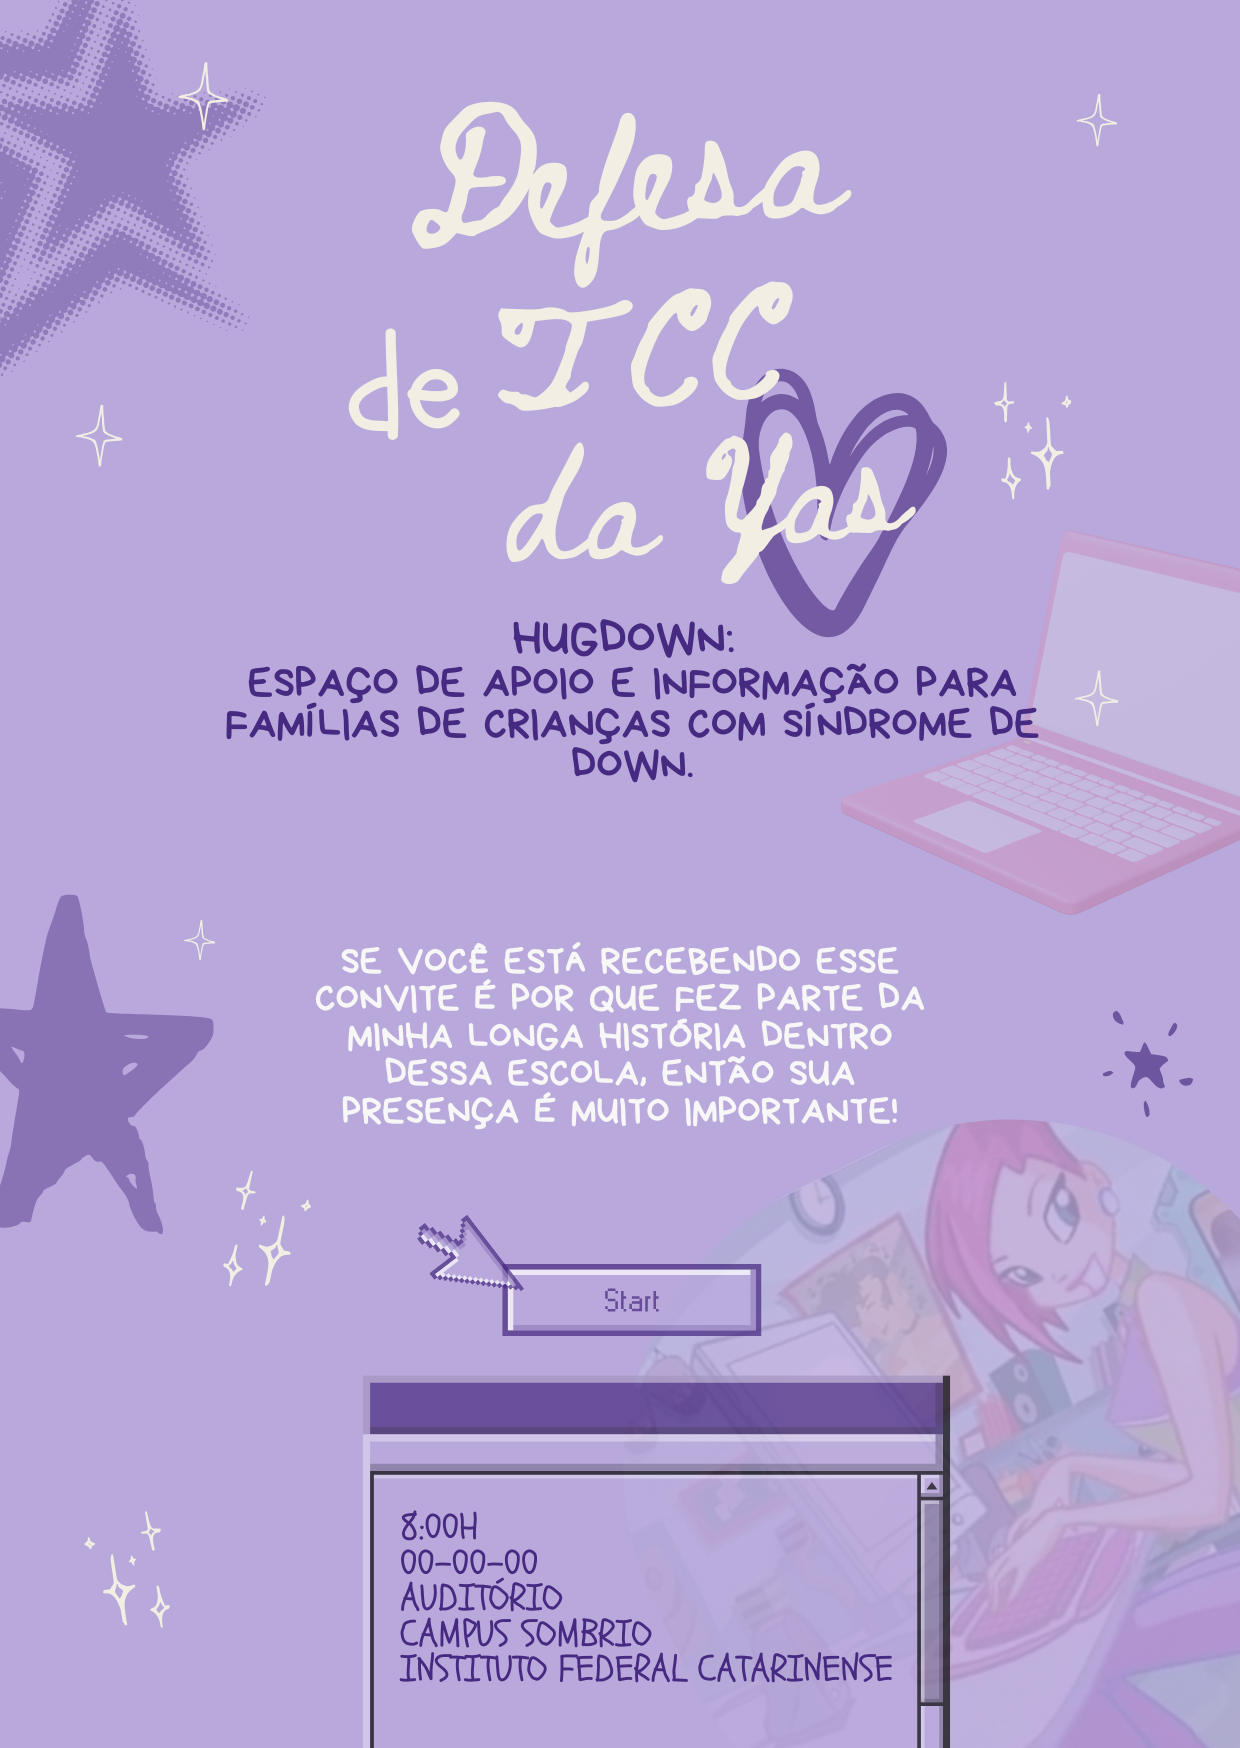 Defesa
de TCC
da Yas
HUGDOWN:
ESPAÇO DE APOIO E INFORMAÇÃO PARA
FAMÍLIAS DE CRIANÇAS COM SÍNDROME DE
DOWN.
SE VOCÊ ESTÁ RECEBENDO ESSE
CONVITE É POR QUE FEZ PARTE DA
MINHA LONGA HISTÓRIA DENTRO
DESSA ESCOLA, ENTÃO SUA
PRESENÇA É MUITO IMPORTANTE!
Start
8:00H
00-00-00
AUDITÓRIO
CAMPUS SOMBRIO
INSTITUTO FEDERAL CATARINENSE